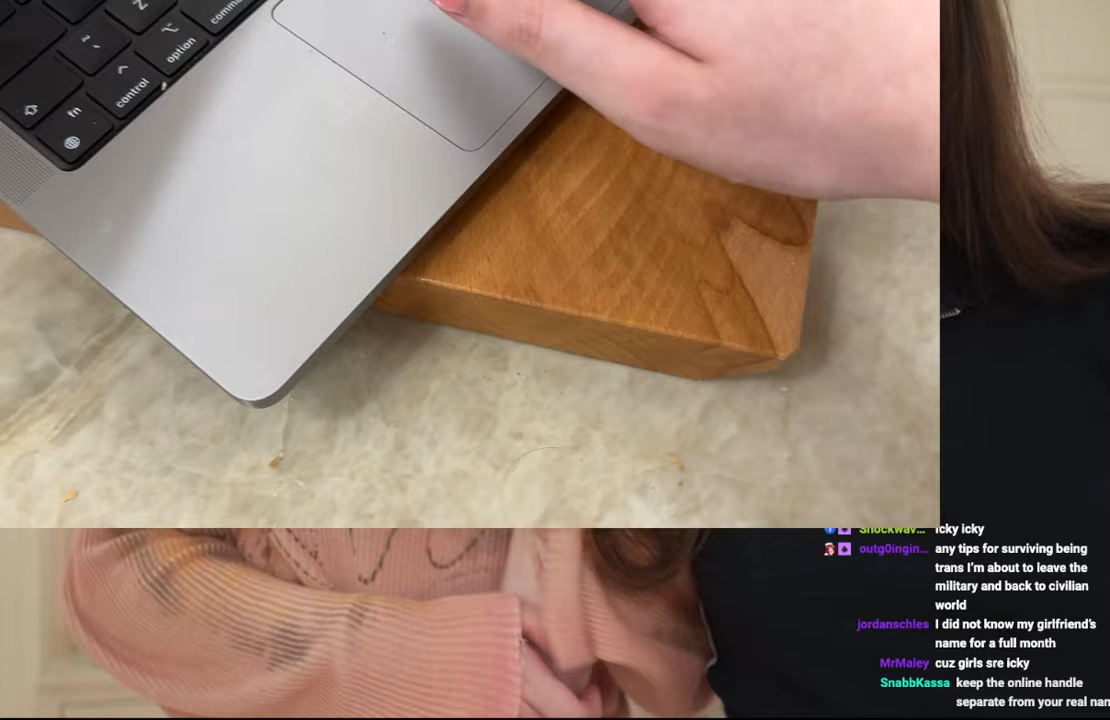 Z
comma
? ,
⌥
option
^
control
fn
Shockwav... Icky icky
outg0ingin... any tips for surviving being
trans I'm about to leave the
military and back to civilian
world
jordanschles I did not know my girlfriend's
name for a full month
MrMaley cuz girls sre icky
SnabbKassa keep the online handle
separate from your real nam